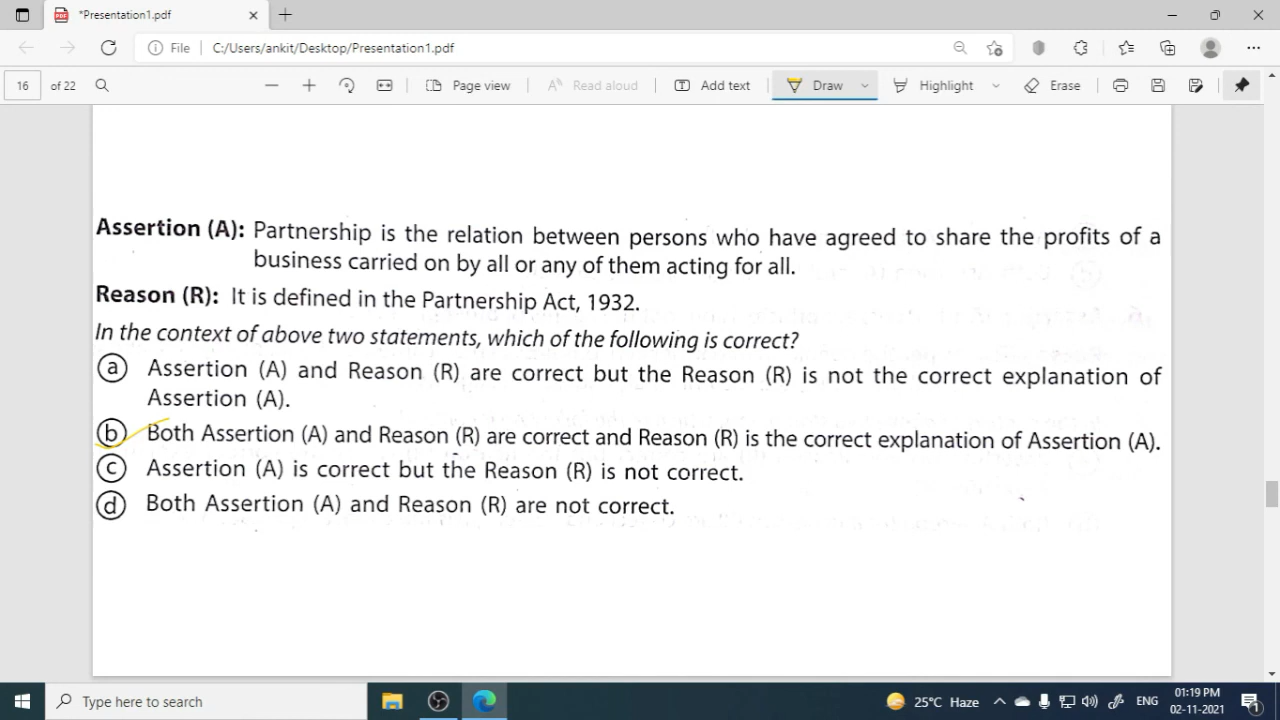 *Presentation1.pdf
File
C:/Users/ankit/Desktop/Presentation1.pdf
16 of 22
Page view
Read aloud
Add text
Draw
Highlight
Erase
Assertion (A): Partnership is the relation between persons who have agreed to share the profits of a
business carried on by all or any of them acting for all.
Reason (R): It is defined in the Partnership Act, 1932.
In the context of above two statements, which of the following is correct?
a Assertion (A) and Reason (R) are correct but the Reason (R) is not the correct explanation of
Assertion (A).
b Both Assertion (A) and Reason (R) are correct and Reason (R) is the correct explanation of Assertion (A).
c Assertion (A) is correct but the Reason (R) is not correct.
d Both Assertion (A) and Reason (R) are not correct.
Type here to search
25°C Haze
ENG
01:19 PM
02-11-2021
1